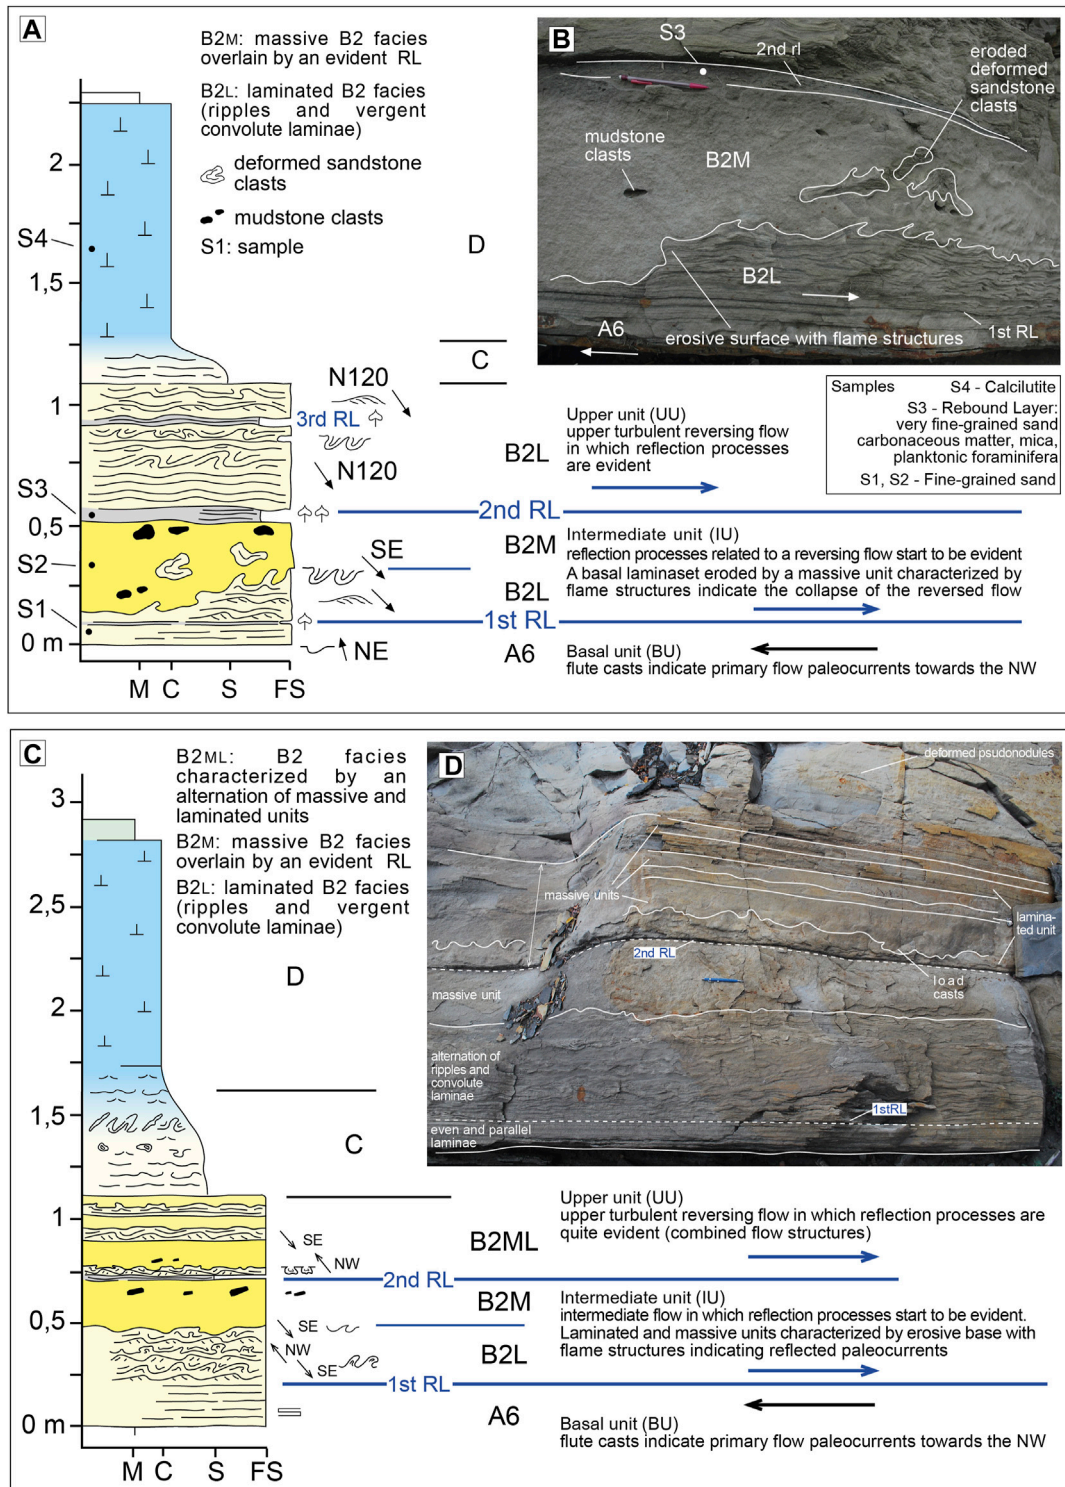 A
B2M: massive B2 facies
overlain by an evident RL
B2L: laminated B2 facies
(ripples and vergent
convolute laminae)
deformed sandstone
clasts
mudstone clasts
S1: sample
2
1,5
1
0,5
0 m
S4
S3
S2
S1
M C S FS
D
C
N120
3rd RL
N120
B2L
Upper unit (UU)
upper turbulent reversing flow
in which reflection processes
are evident
2nd RL
SE
B2M
Intermediate unit (IU)
reflection processes related to a reversing flow start to be evident
A basal laminaset eroded by a massive unit characterized by
flame structures indicate the collapse of the reversed flow
B2L
1st RL
NE
A6
Basal unit (BU)
flute casts indicate primary flow paleocurrents towards the NW
B
S3
2nd rl
eroded
deformed
sandstone
clasts
mudstone
clasts
B2M
B2L
1st RL
A6
erosive surface with flame structures
Samples S4 - Calcilutite
S3 - Rebound Layer:
very fine-grained sand
carbonaceous matter, mica,
planktonic foraminifera
S1, S2 - Fine-grained sand
C
B2ML: B2 facies
characterized by an
alternation of massive and
laminated units
B2M: massive B2 facies
overlain by an evident RL
B2L: laminated B2 facies
(ripples and vergent
convolute laminae)
3
2,5
2
1,5
1
0,5
0 m
M C S FS
D
C
SE
NW
B2ML
Upper unit (UU)
upper turbulent reversing flow in which reflection processes are
quite evident (combined flow structures)
2nd RL
B2M
Intermediate unit (IU)
intermediate flow in which reflection processes start to be evident.
Laminated and massive units characterized by erosive base with
flame structures indicating reflected paleocurrents
SE
NW
SE
B2L
1st RL
A6
Basal unit (BU)
flute casts indicate primary flow paleocurrents towards the NW
D
deformed psudonodules
massive units
lamina-
ted unit
2nd RL
load
casts
massive unit
alternation of
ripples and
convolute
laminae
1stRL
even and parallel
laminae